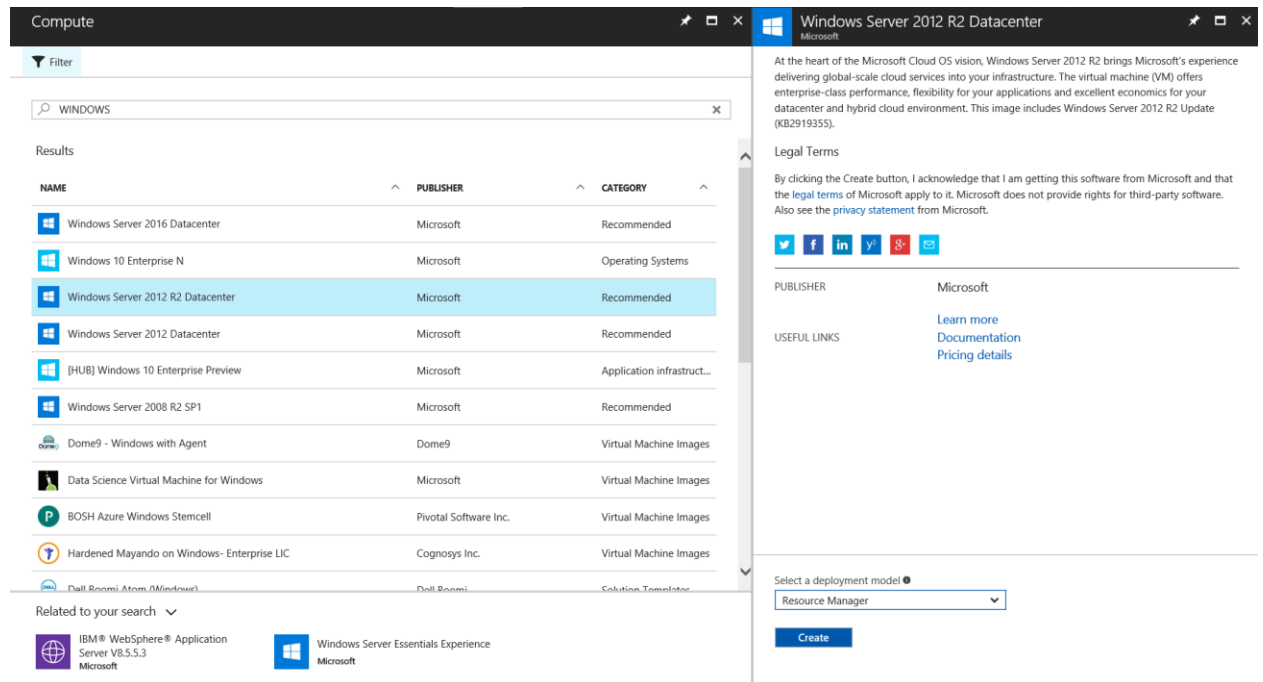 Compute
Filter
WINDOWS
Results
NAME PUBLISHER CATEGORY
Windows Server 2016 Datacenter Microsoft Recommended
Windows 10 Enterprise N Microsoft Operating Systems
Windows Server 2012 R2 Datacenter Microsoft Recommended
Windows Server 2012 Datacenter Microsoft Recommended
[HUB] Windows 10 Enterprise Preview Microsoft Application infrastruct...
Windows Server 2008 R2 SP1 Microsoft Recommended
Dome9 - Windows with Agent Dome9 Virtual Machine Images
Data Science Virtual Machine for Windows Microsoft Virtual Machine Images
P BOSH Azure Windows Stemcell Pivotal Software Inc. Virtual Machine Images
Hardened Mayando on Windows- Enterprise LIC Cognosys Inc. Virtual Machine Images
Dell Boomi Atom (Windows) Dell Boomi Solution Templates
Related to your search
IBM® WebSphere® Application
Server V8.5.5.3
Microsoft
Windows Server Essentials Experience
Microsoft
Windows Server 2012 R2 Datacenter
Microsoft
At the heart of the Microsoft Cloud OS vision, Windows Server 2012 R2 brings Microsoft's experience
delivering global-scale cloud services into your infrastructure. The virtual machine (VM) offers
enterprise-class performance, flexibility for your applications and excellent economics for your
datacenter and hybrid cloud environment. This image includes Windows Server 2012 R2 Update
(KB2919355).
Legal Terms
By clicking the Create button, I acknowledge that I am getting this software from Microsoft and that
the legal terms of Microsoft apply to it. Microsoft does not provide rights for third-party software.
Also see the privacy statement from Microsoft.
PUBLISHER Microsoft
USEFUL LINKS
Learn more
Documentation
Pricing details
Select a deployment model
Resource Manager
Create